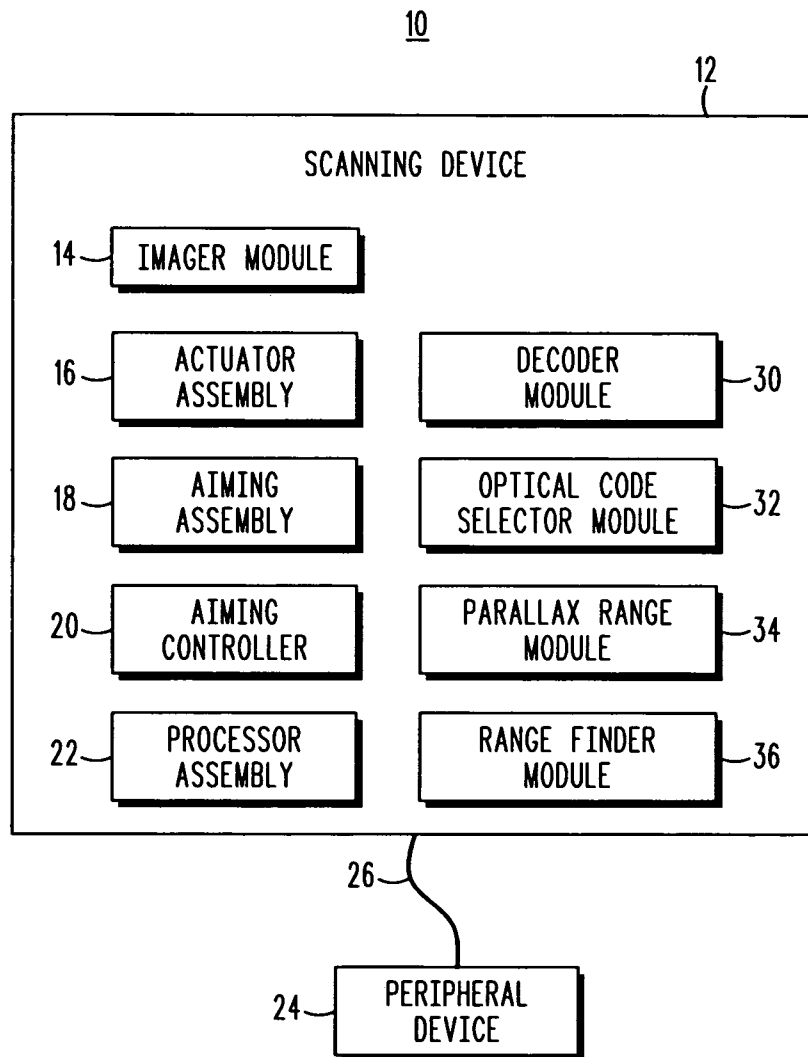 10
12
SCANNING DEVICE
14
IMAGER MODULE
16
ACTUATOR
ASSEMBLY
DECODER
MODULE
30
18
AIMING
ASSEMBLY
OPTICAL CODE
SELECTOR MODULE
32
20
AIMING
CONTROLLER
PARALLAX RANGE
MODULE
34
22
PROCESSOR
ASSEMBLY
RANGE FINDER
MODULE
36
26
24
PERIPHERAL
DEVICE